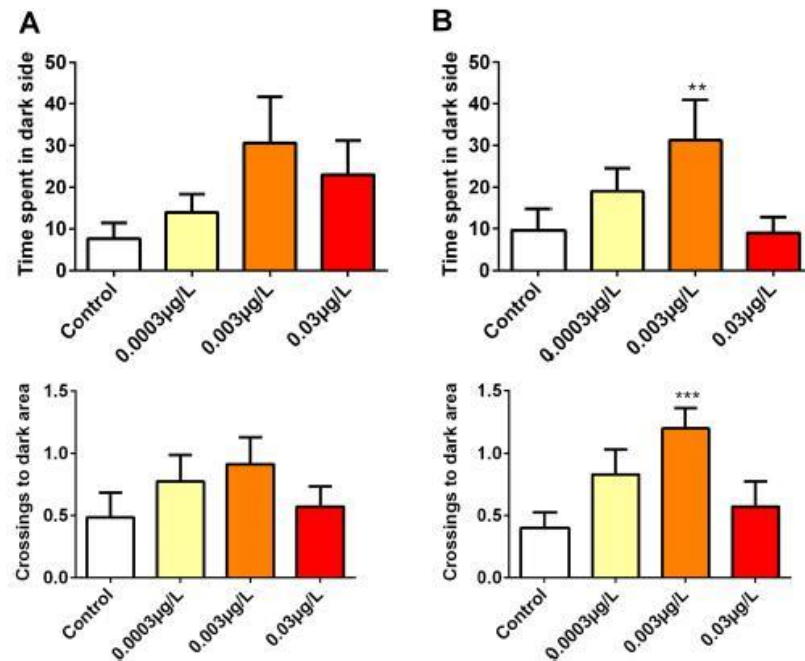 A
Time spent in dark side
50
40
30
20
10
0
Control
0.0003µg/L
0.003µg/L
0.03µg/L
B
Time spent in dark side
50
40
30
20
10
0
**
Control
0.0003µg/L
0.003µg/L
0.03µg/L
Crossings to dark area
1.5
1.0
0.5
0.0
Control
0.0003µg/L
0.003µg/L
0.03µg/L
Crossings to dark area
1.5
1.0
0.5
0.0
***
Control
0.0003µg/L
0.003µg/L
0.03µg/L